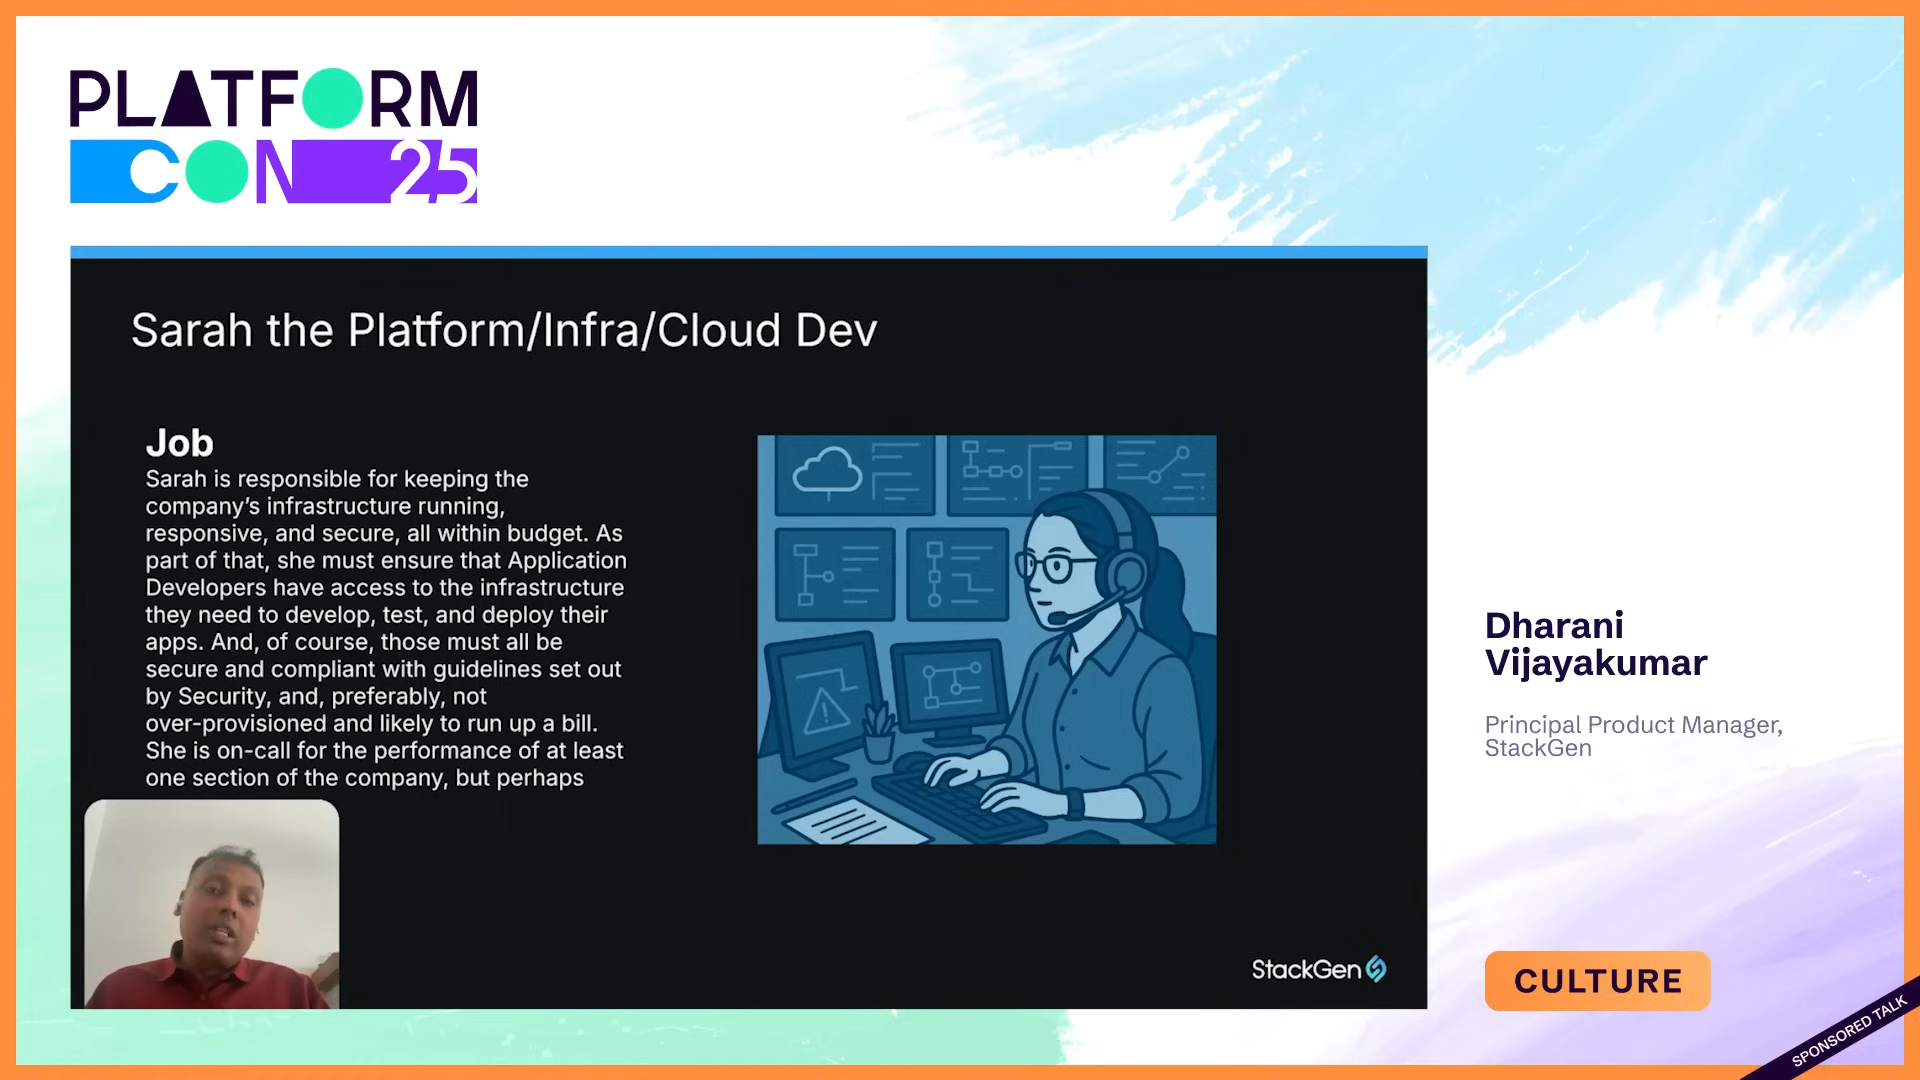 PLATFORM
CON 25
Sarah the Platform/Infra/Cloud Dev
Job
Sarah is responsible for keeping the
company’s infrastructure running,
responsive, and secure, all within budget. As
part of that, she must ensure that Application
Developers have access to the infrastructure
they need to develop, test, and deploy their
apps. And, of course, those must all be
secure and compliant with guidelines set out
by Security, and, preferably, not
over-provisioned and likely to run up a bill.
She is on-call for the performance of at least
one section of the company, but perhaps
StackGen
Dharani
Vijayakumar
Principal Product Manager,
StackGen
CULTURE
SPONSORED TALK